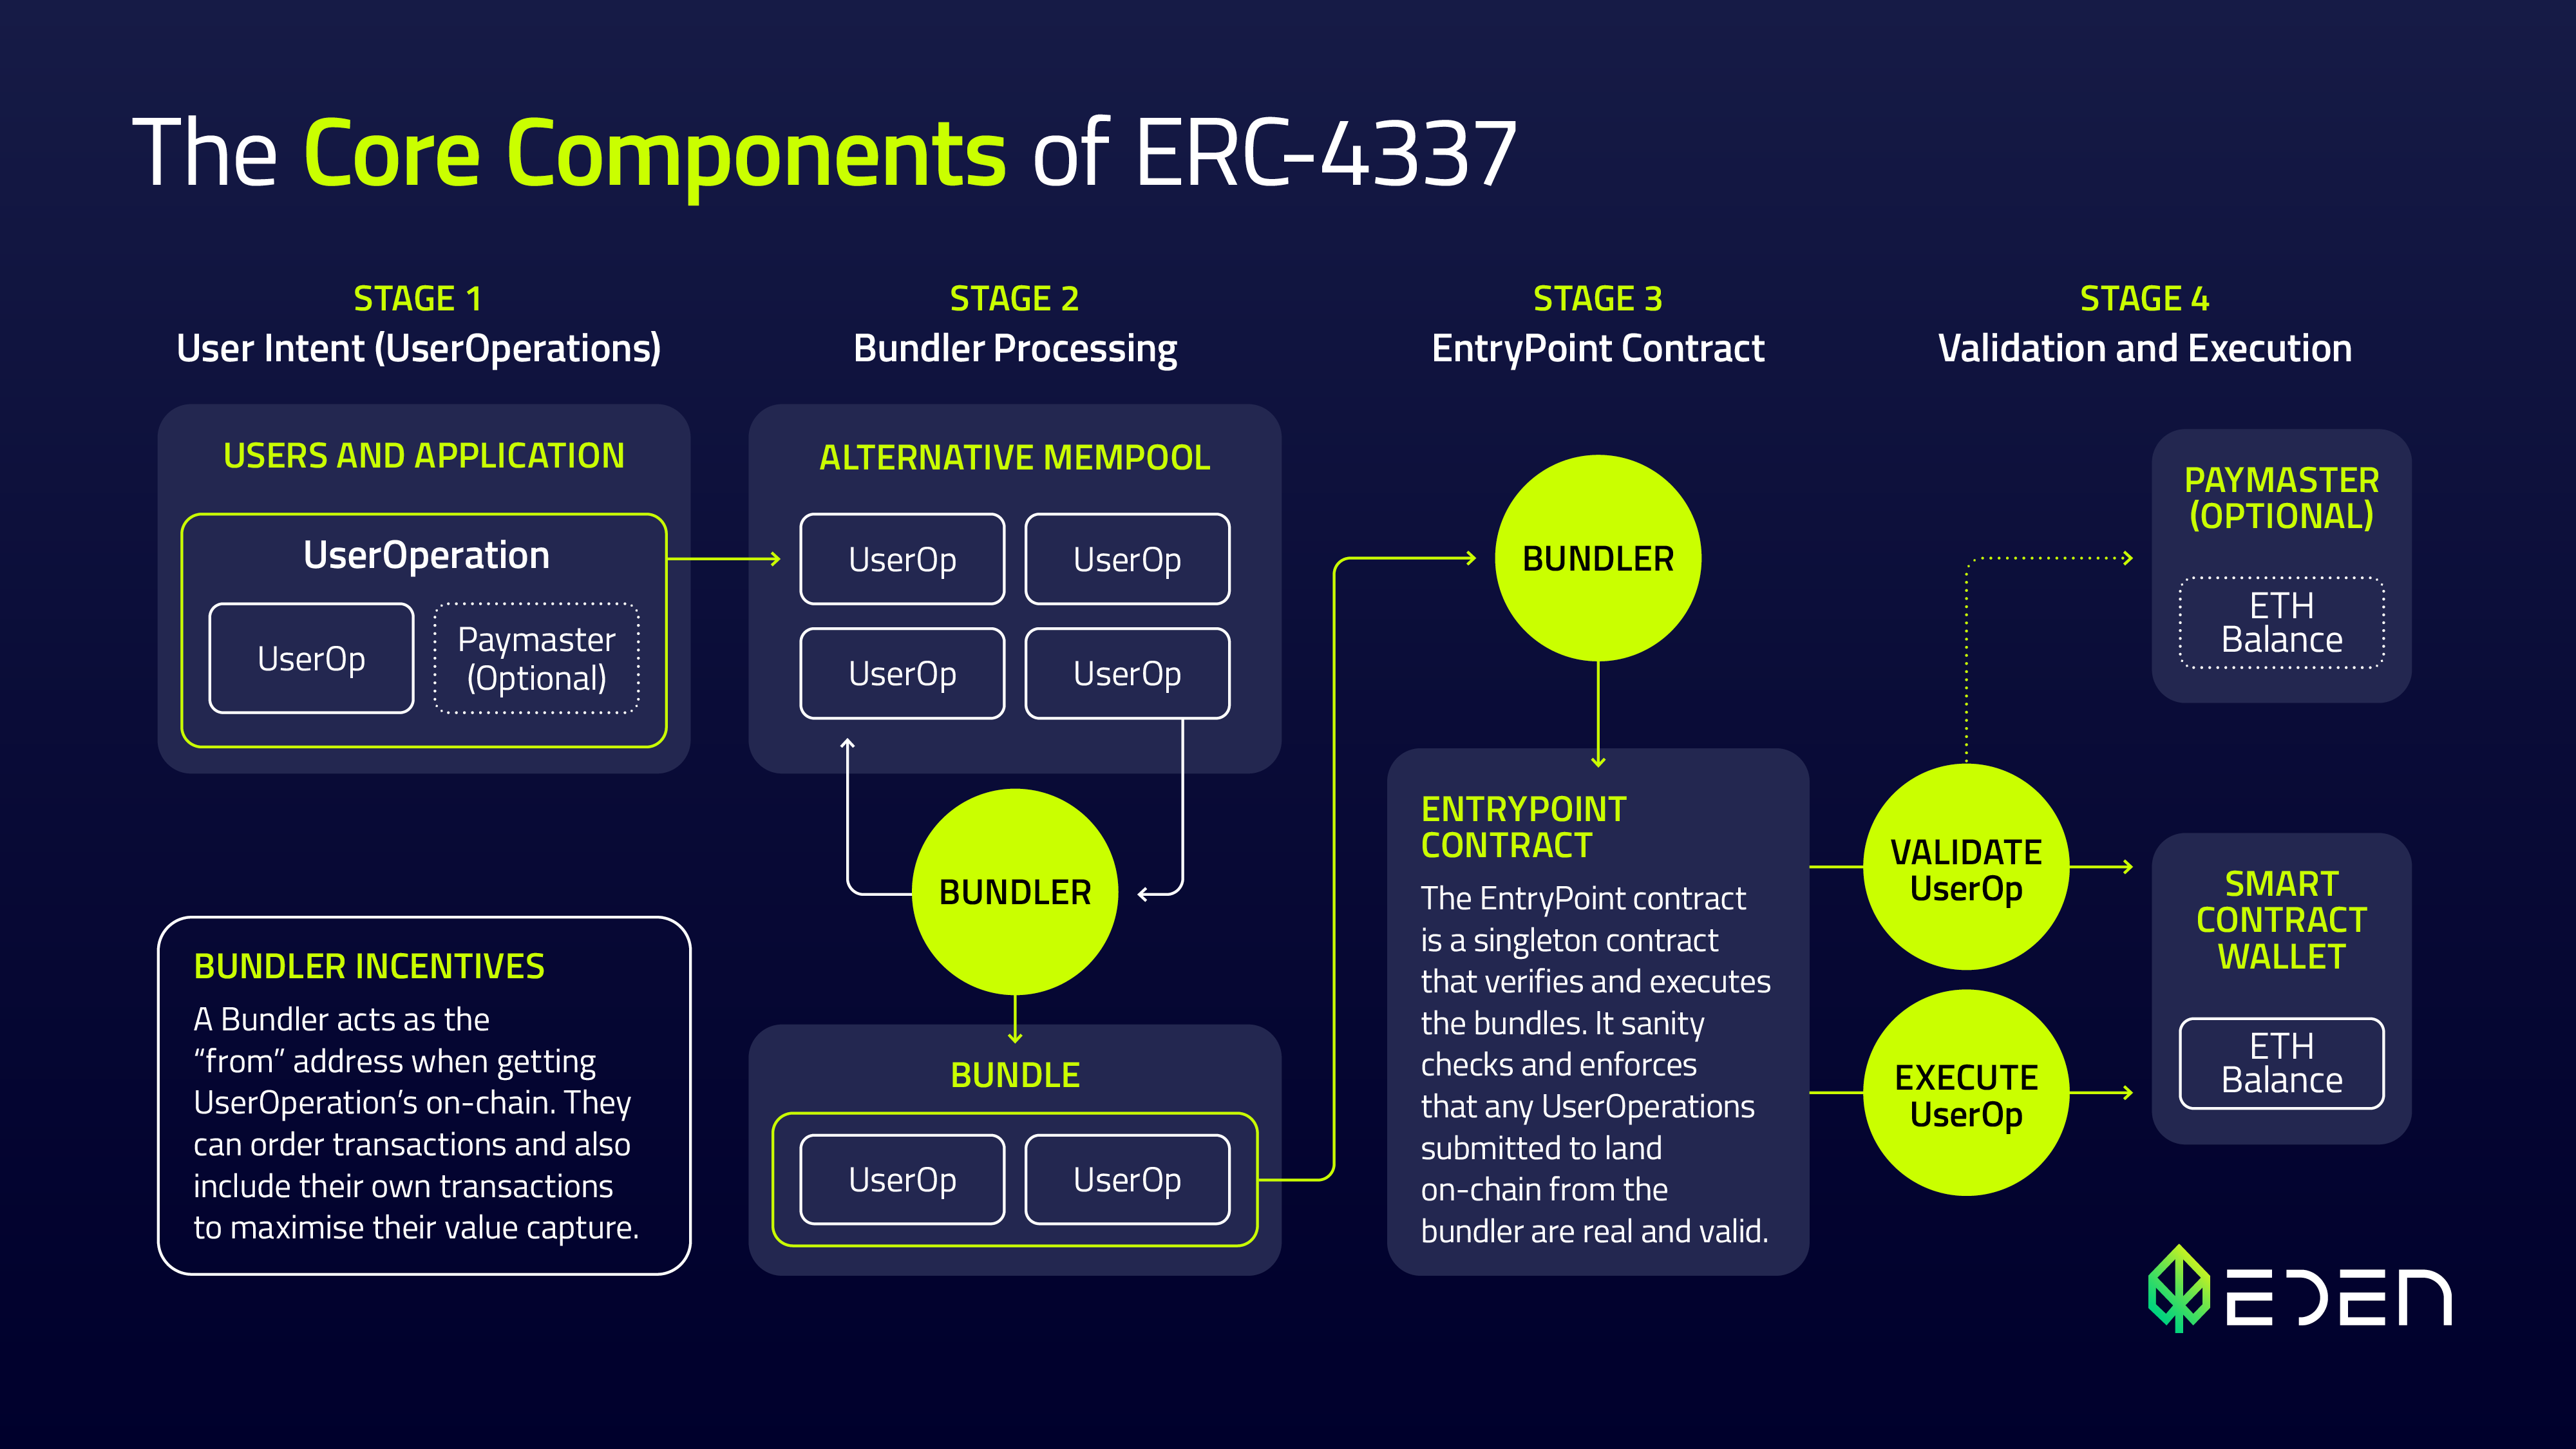 The Core Components of ERC-4337
STAGE 1
User Intent (UserOperations)
USERS AND APPLICATION
UserOperation
UserOp
Paymaster
(Optional)
BUNDLER INCENTIVES
A Bundler acts as the
“from” address when getting
UserOperation’s on-chain. They
can order transactions and also
include their own transactions
to maximise their value capture.
STAGE 2
Bundler Processing
ALTERNATIVE MEMPOOL
UserOp
UserOp
UserOp
UserOp
BUNDLER
BUNDLE
UserOp
UserOp
STAGE 3
EntryPoint Contract
BUNDLER
ENTRYPOINT
CONTRACT
The EntryPoint contract
is a singleton contract
that verifies and executes
the bundles. It sanity
checks and enforces
that any UserOperations
submitted to land
on-chain from the
bundler are real and valid.
STAGE 4
Validation and Execution
PAYMASTER
(OPTIONAL)
ETH
Balance
VALIDATE
UserOp
EXECUTE
UserOp
SMART
CONTRACT
WALLET
ETH
Balance
EDEN